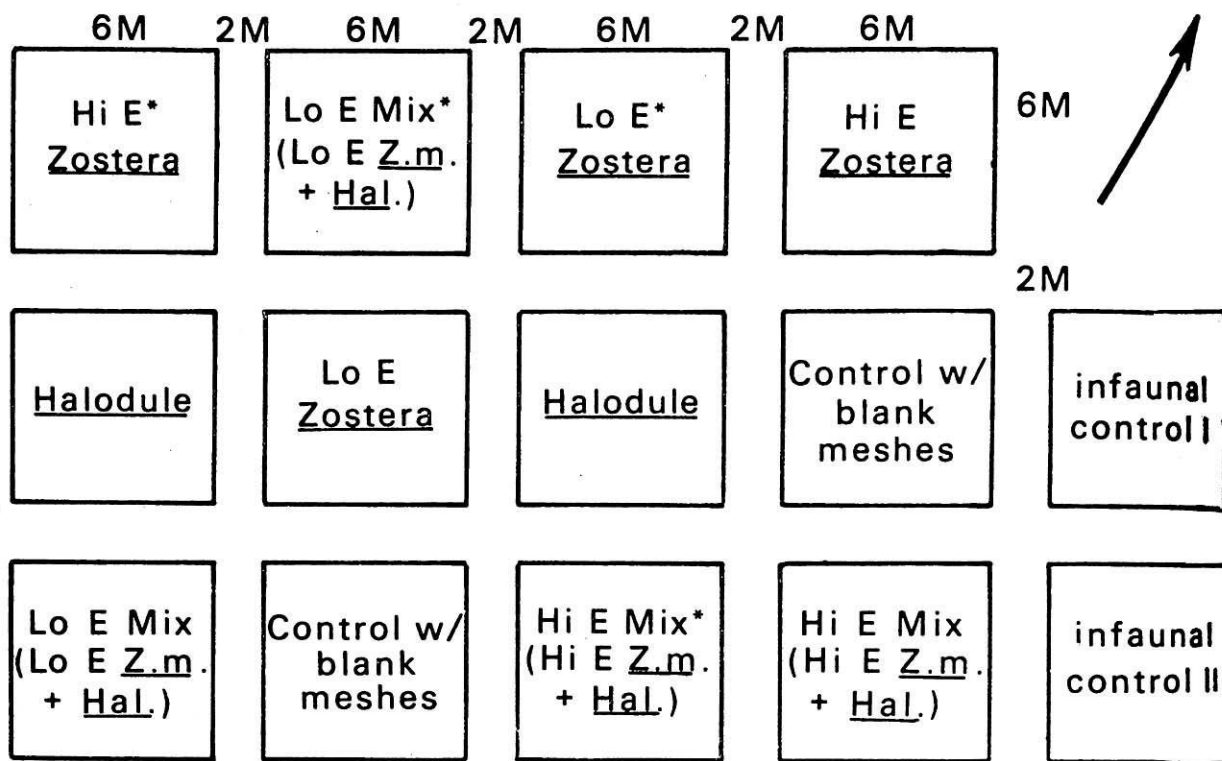 6M 2M 6M 2M 6M 2M 6M
Hi E*
Zostera
Lo E Mix*
(Lo E Z.m.
+ Hal.)
Lo E*
Zostera
Hi E
Zostera
6M
2M
Halodule
Lo E
Zostera
Halodule
Control w/
blank
meshes
infaunal
control I
Lo E Mix
(Lo E Z.m.
+ Hal.)
Control w/
blank
meshes
Hi E Mix*
(Hi E Z.m.
+ Hal.)
Hi E Mix
(Hi E Z.m.
+ Hal.)
infaunal
control II